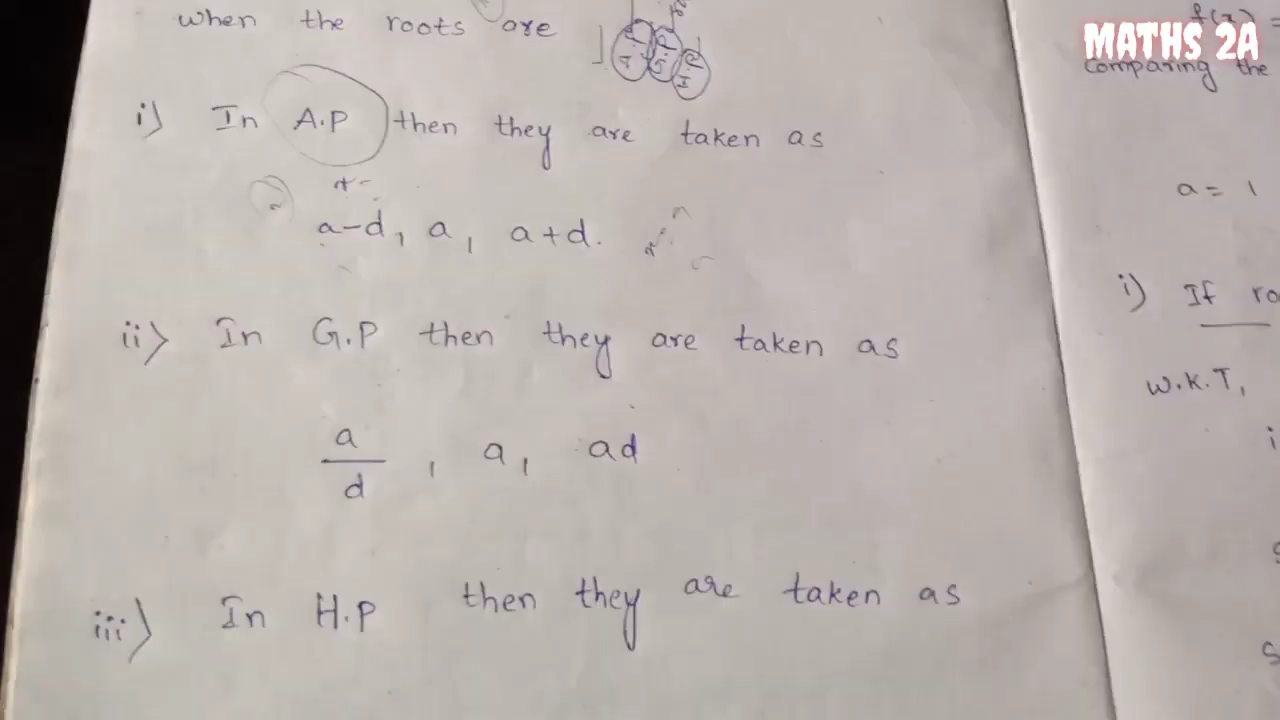 when the roots are
i) In A.P then they are taken as
a-d, a, a+d.
ii) In G.P then they are taken as
a/d, a, ad
iii) In H.P then they are taken as
MATHS 2A
f(x) =
comparing the
a = 1
i) If ro
W.K.T,
i